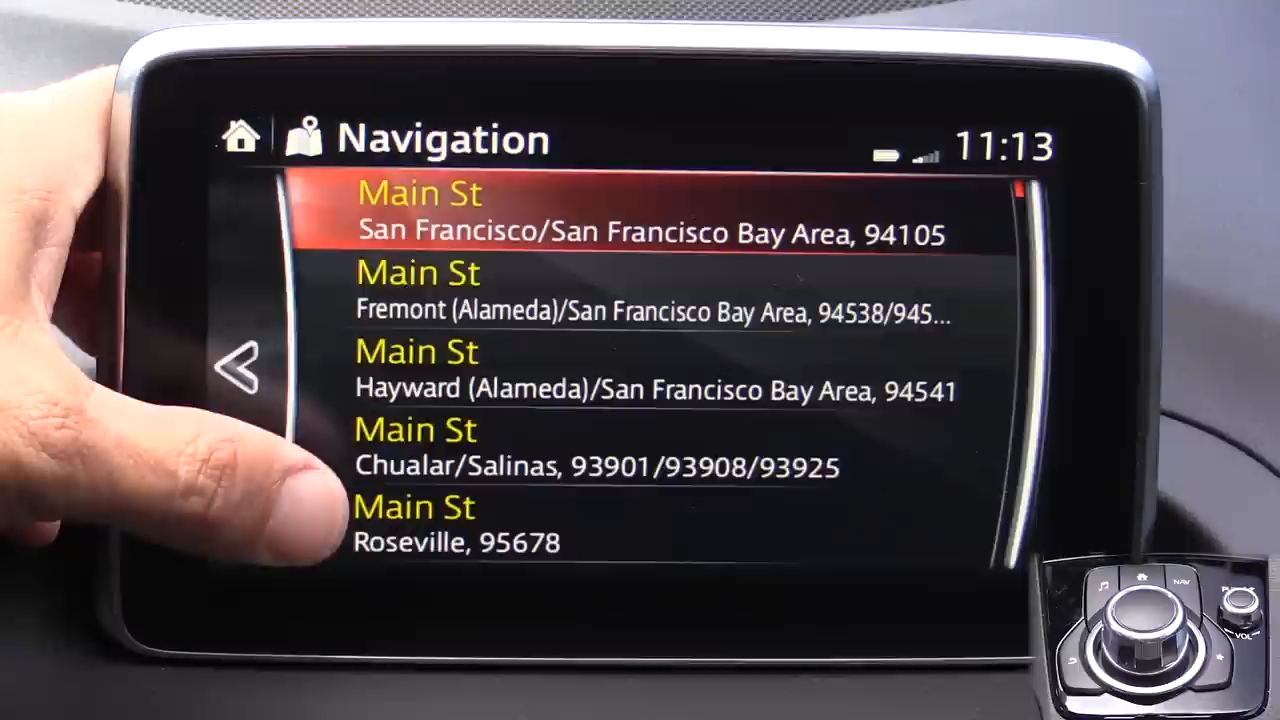 Navigation
11:13
Main St
San Francisco/San Francisco Bay Area, 94105
Main St
Fremont (Alameda)/San Francisco Bay Area, 94538/945...
Main St
Hayward (Alameda)/San Francisco Bay Area, 94541
Main St
Chualar/Salinas, 93901/93908/93925
Main St
Roseville, 95678
NAV
VOL